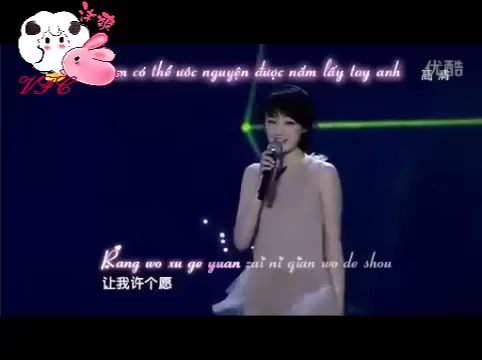 có thể ước nguyện được nắm lấy tay anh
优酷
高清
VFC
Rang wo xu ge yuan zai ni qian wo de shou
让我许个愿